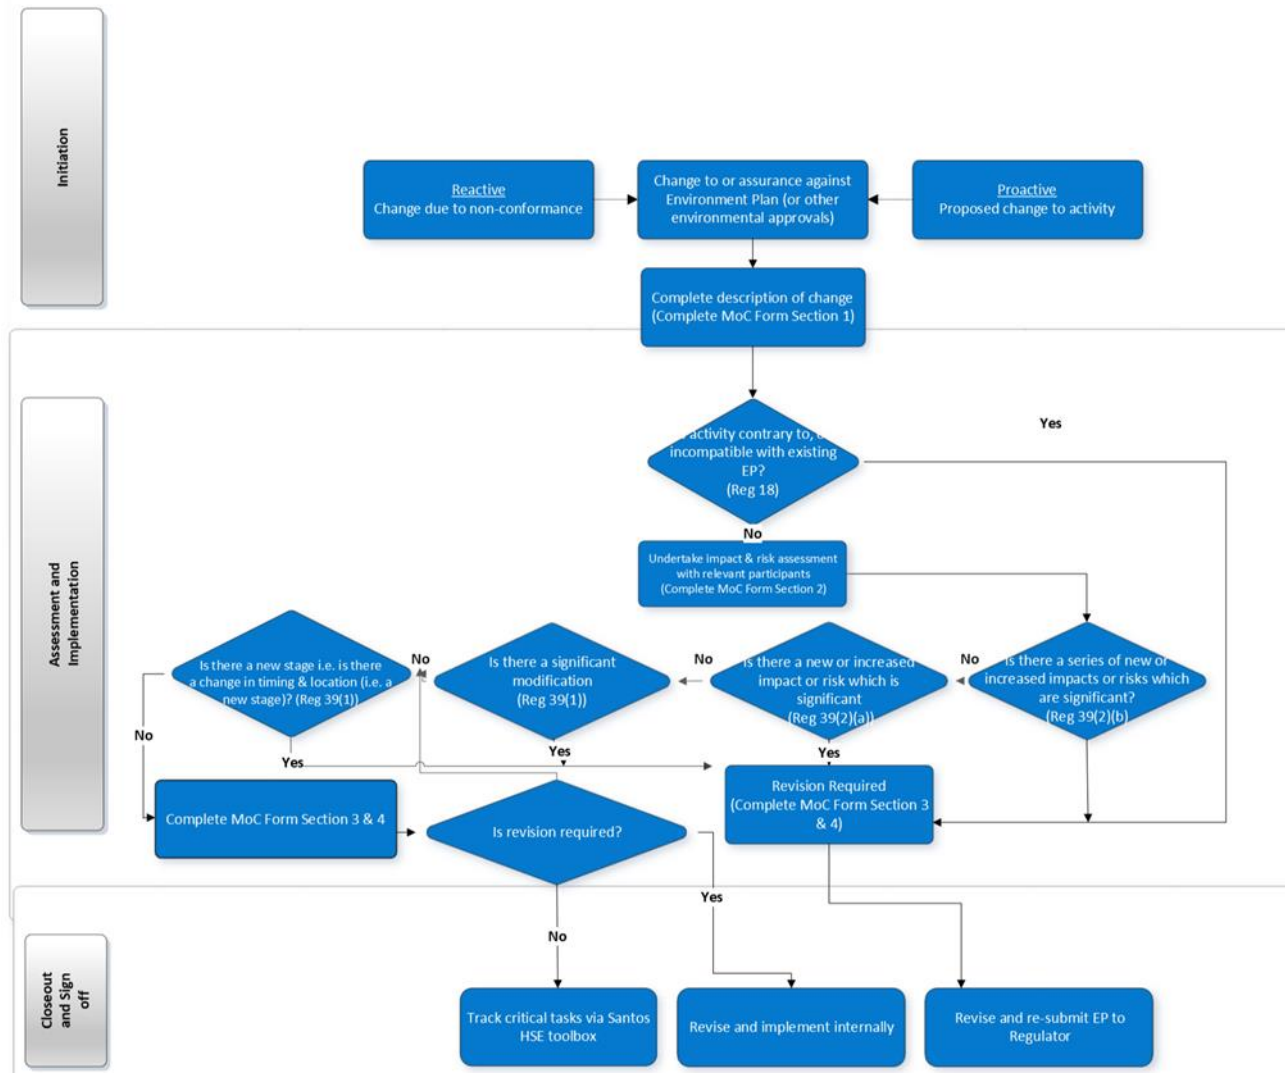 Initiation
Reactive
Change due to non-conformance
Change to or assurance against
Environment Plan (or other
environmental approvals)
Proactive
Proposed change to activity
Complete description of change
(Complete MoC Form Section 1)
Assessment and
Implementation
activity contrary to,
incompatible with existing
EP?
(Reg 18)
Yes
No
Undertake impact & risk assessment
with relevant participants
(Complete MoC Form Section 2)
Is there a new stage i.e. is there
a change in timing & location (i.e. a
new stage)? (Reg 39(1))
No
Is there a significant
modification
(Reg 39(1))
No
Is there a new or increased
impact or risk which is
significant
(Reg 39(2)(a))
No
Is there a series of new or
increased impacts or risks which
are significant?
(Reg 39(2)(b)
No
Yes
Yes
Yes
Complete MoC Form Section 3 & 4
Is revision required?
Revision Required
(Complete MoC Form Section 3
& 4)
Yes
No
Closeout
and Sign
off
Track critical tasks via Santos
HSE toolbox
Revise and implement internally
Revise and re-submit EP to
Regulator